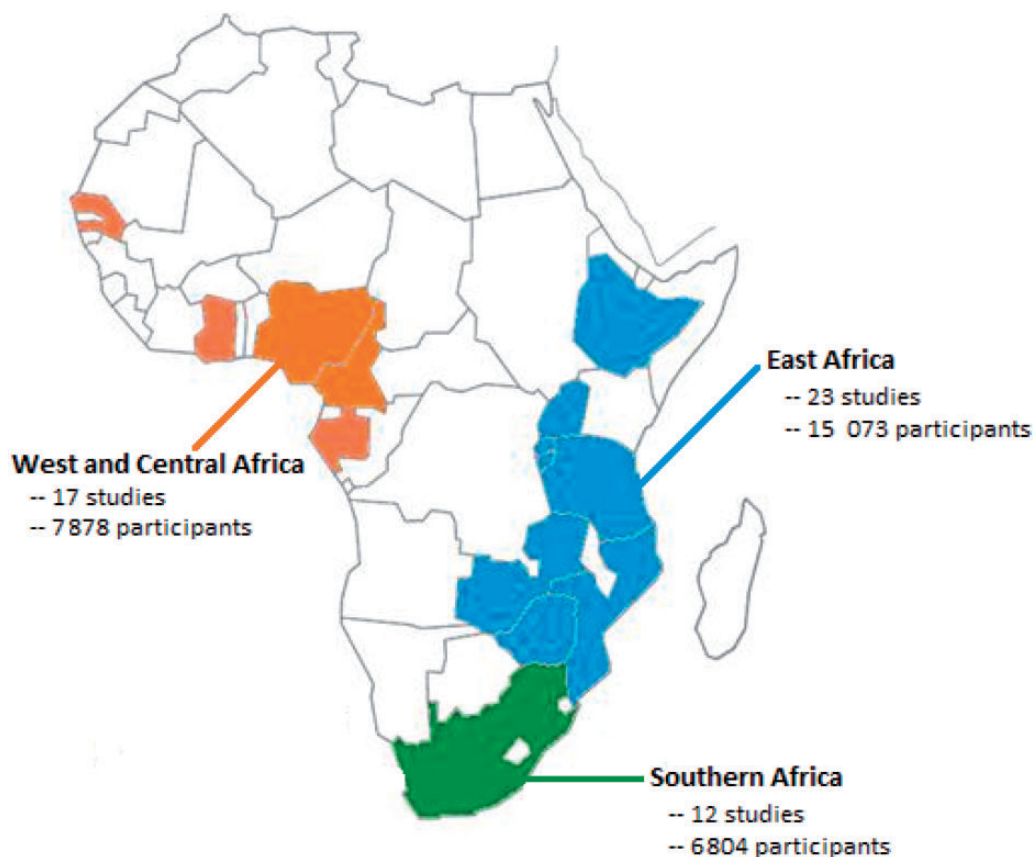 East Africa
-- 23 studies
-- 15 073 participants
West and Central Africa
-- 17 studies
-- 7878 participants
Southern Africa
-- 12 studies
-- 6804 participants